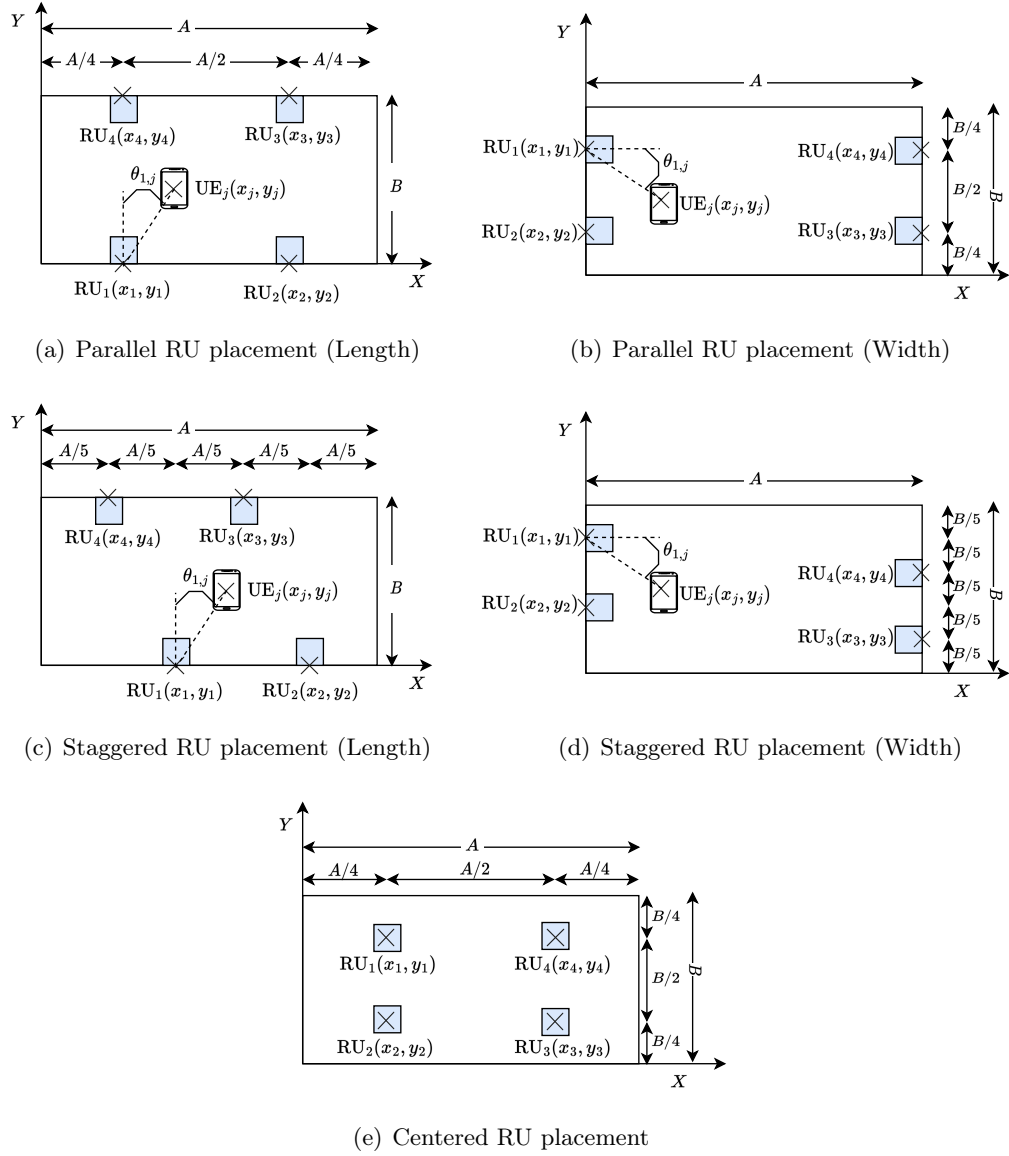 Y
A
A/4 A/2 A/4
RU₄(x₄, y₄) RU₃(x₃, y₃)
θ₁,ⱼ
UEⱼ(xⱼ, yⱼ)
B
X
RU₁(x₁, y₁) RU₂(x₂, y₂)
(a) Parallel RU placement (Length)
Y
A
RU₁(x₁, y₁) θ₁,ⱼ RU₄(x₄, y₄)
UEⱼ(xⱼ, yⱼ)
RU₂(x₂, y₂) RU₃(x₃, y₃)
B/4
B/2
B/4
B
X
(b) Parallel RU placement (Width)
Y
A
A/5 A/5 A/5 A/5 A/5
RU₄(x₄, y₄) RU₃(x₃, y₃)
θ₁,ⱼ
UEⱼ(xⱼ, yⱼ)
B
X
RU₁(x₁, y₁) RU₂(x₂, y₂)
(c) Staggered RU placement (Length)
Y
A
RU₁(x₁, y₁) θ₁,ⱼ
RU₄(x₄, y₄)
UEⱼ(xⱼ, yⱼ)
RU₂(x₂, y₂)
RU₃(x₃, y₃)
B/5
B/5
B/5
B/5
B/5
B
X
(d) Staggered RU placement (Width)
Y
A
A/4 A/2 A/4
RU₁(x₁, y₁) RU₄(x₄, y₄)
RU₂(x₂, y₂) RU₃(x₃, y₃)
B/4
B/2
B/4
B
X
(e) Centered RU placement